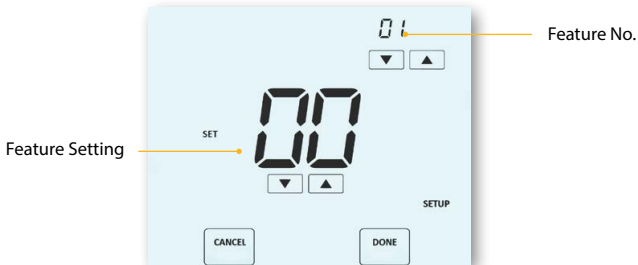 01
Feature No.
00
SET
Feature Setting
SETUP
CANCEL
DONE